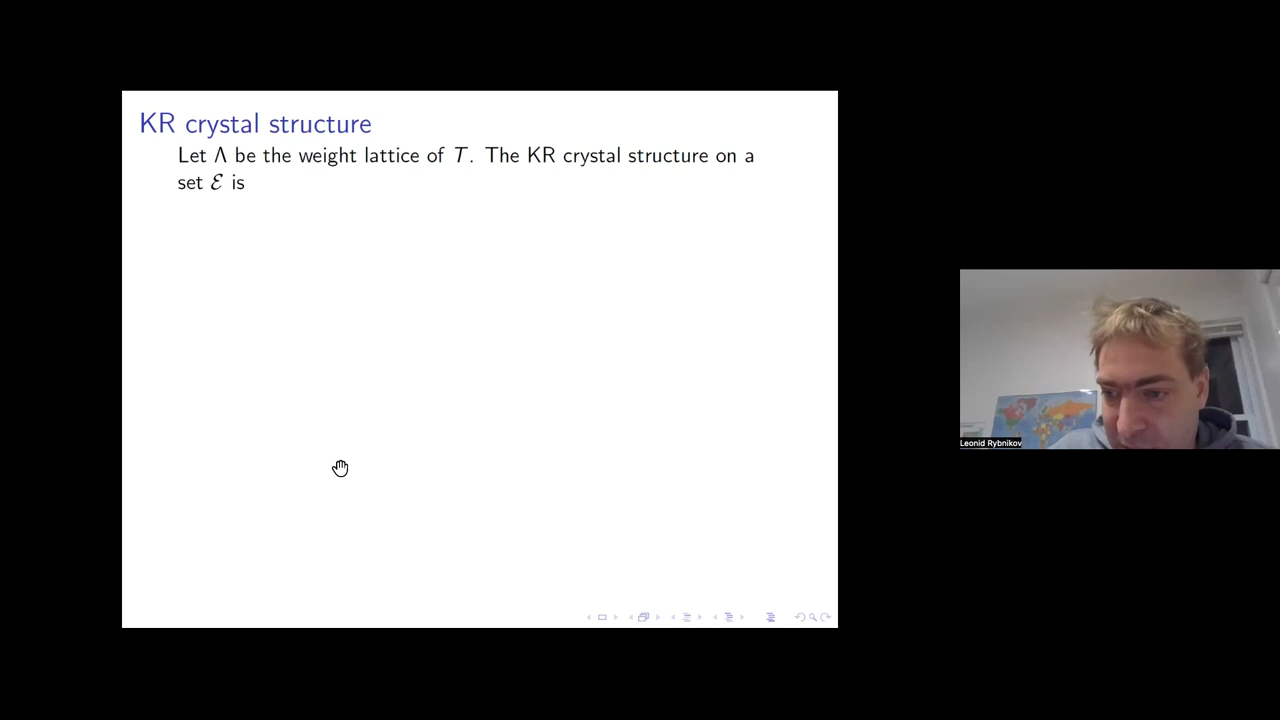 KR crystal structure
Let Λ be the weight lattice of T. The KR crystal structure on a
set ℰ is
Leonid Rybnikov